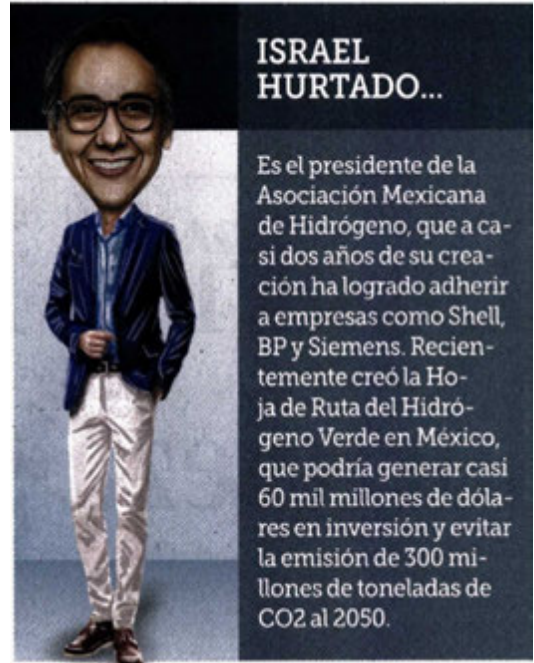 ISRAEL
HURTADO...
Es el presidente de la
Asociación Mexicana
de Hidrógeno, que a ca-
si dos años de su crea-
ción ha logrado adherir
a empresas como Shell,
BP y Siemens. Recien-
temente creó la Ho-
ja de Ruta del Hidró-
geno Verde en México,
que podría generar casi
60 mil millones de dóla-
res en inversión y evitar
la emisión de 300 mi-
llones de toneladas de
CO2 al 2050.